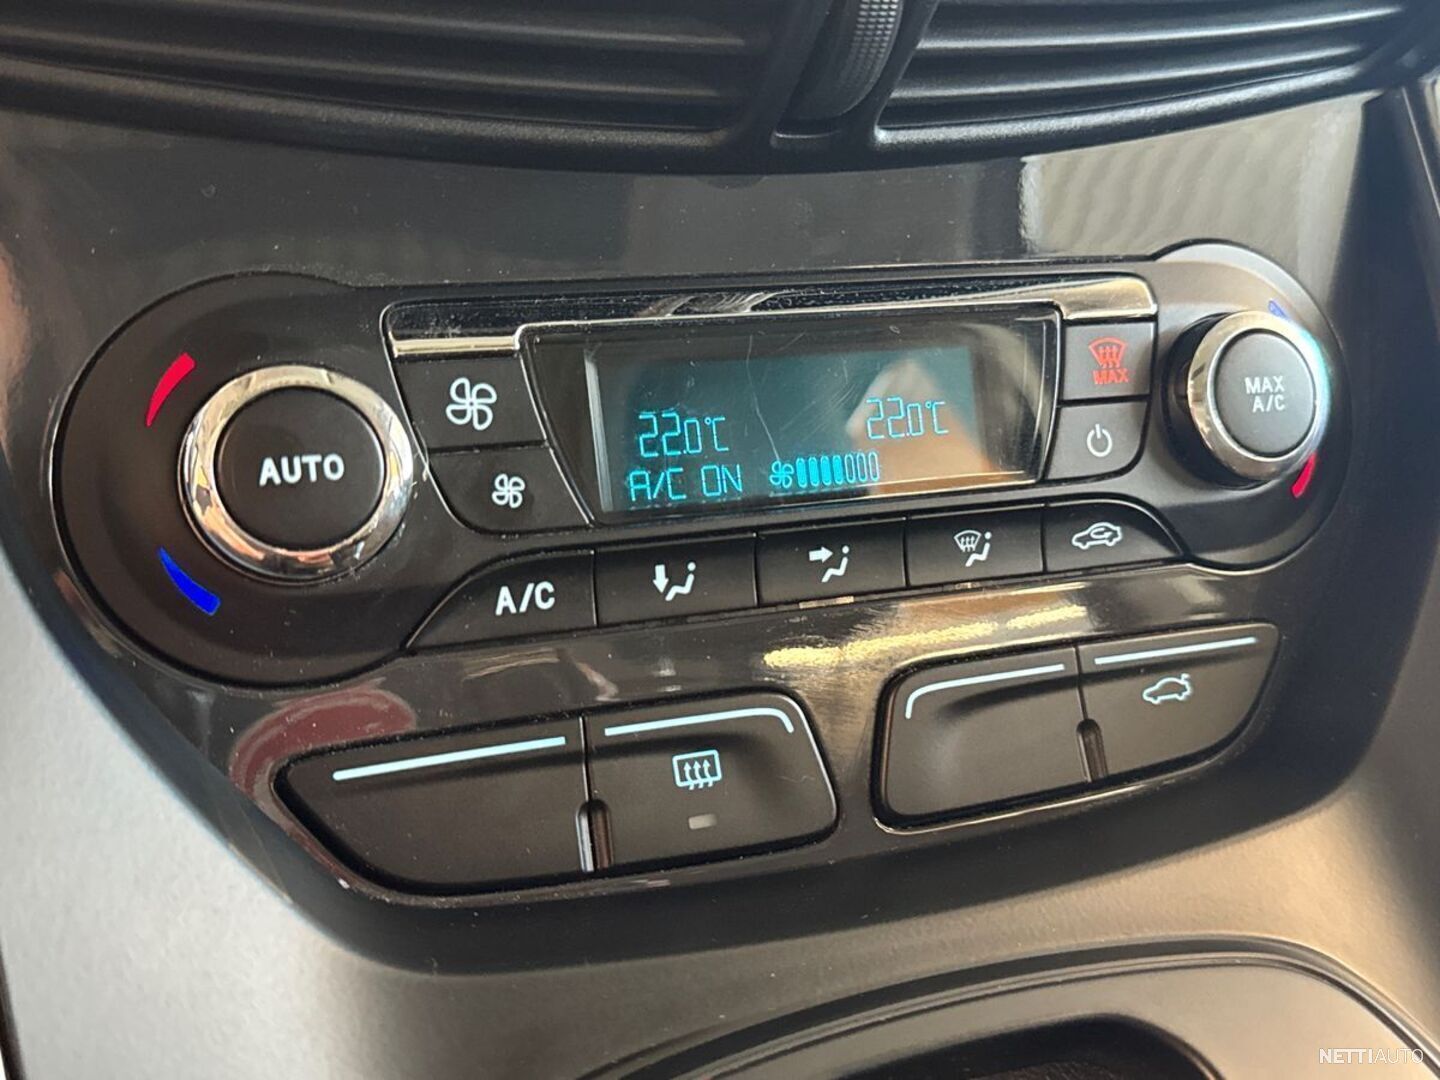 AUTO
22.0°C
22.0°C
A/C ON
MAX
MAX
A/C
A/C
NETTIAUTO